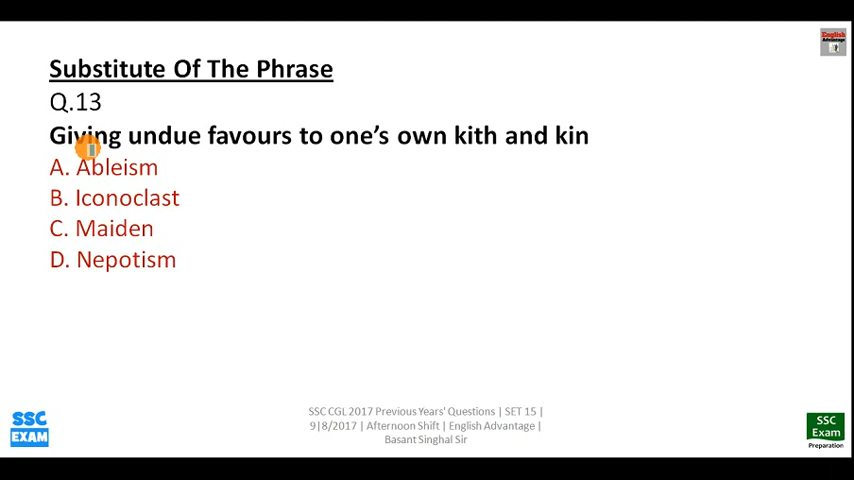 English
Advantage
Substitute Of The Phrase
Q.13
Giving undue favours to one's own kith and kin
A. Ableism
B. Iconoclast
C. Maiden
D. Nepotism
SSC CGL 2017 Previous Years' Questions | SET 15 |
9|8/2017 | Afternoon Shift | English Advantage |
Basant Singhal Sir
SSC
EXAM
SSC
Exam
Preparation